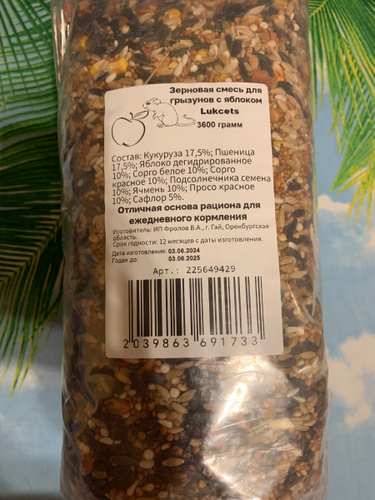 Зерновая смесь для
грызунов с яблоком
Lukcets
3600 грамм
Состав: Кукуруза 17,5%; Пшеница
17,5%; Яблоко дегидрированное
10%; Сорго белое 10%; Сорго
красное 10%; Подсолнечника семена
10%; Ячмень 10%; Просо красное
10%; Сафлор 5%.
Отличная основа рациона для
ежедневного кормления
Изготовитель: ИП Фролов В.А., г. Гай, Оренбургская
область.
Срок годности: 12 месяцев с даты изготовления.
Дата изготовления: 03.06.2024
Годен до: 03.06.2025
Арт.: 225649429
2039863 691733